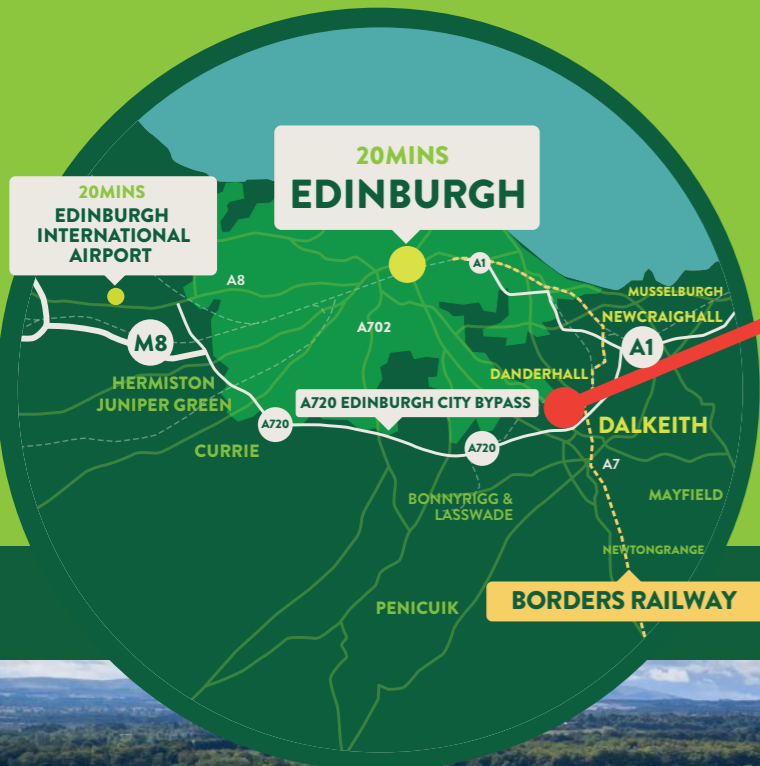 20MINS
EDINBURGH
20MINS
EDINBURGH
INTERNATIONAL
AIRPORT
A1
A8
MUSSELBURGH
NEWCRAIGHALL
A702
M8
A1
DANDERHALL
HERMISTON
JUNIPER GREEN
A720 EDINBURGH CITY BYPASS
A720
DALKEITH
CURRIE
A720
A7
BONNYRIGG &
LASSWADE
MAYFIELD
NEWTONGRANGE
BORDERS RAILWAY
PENICUIK